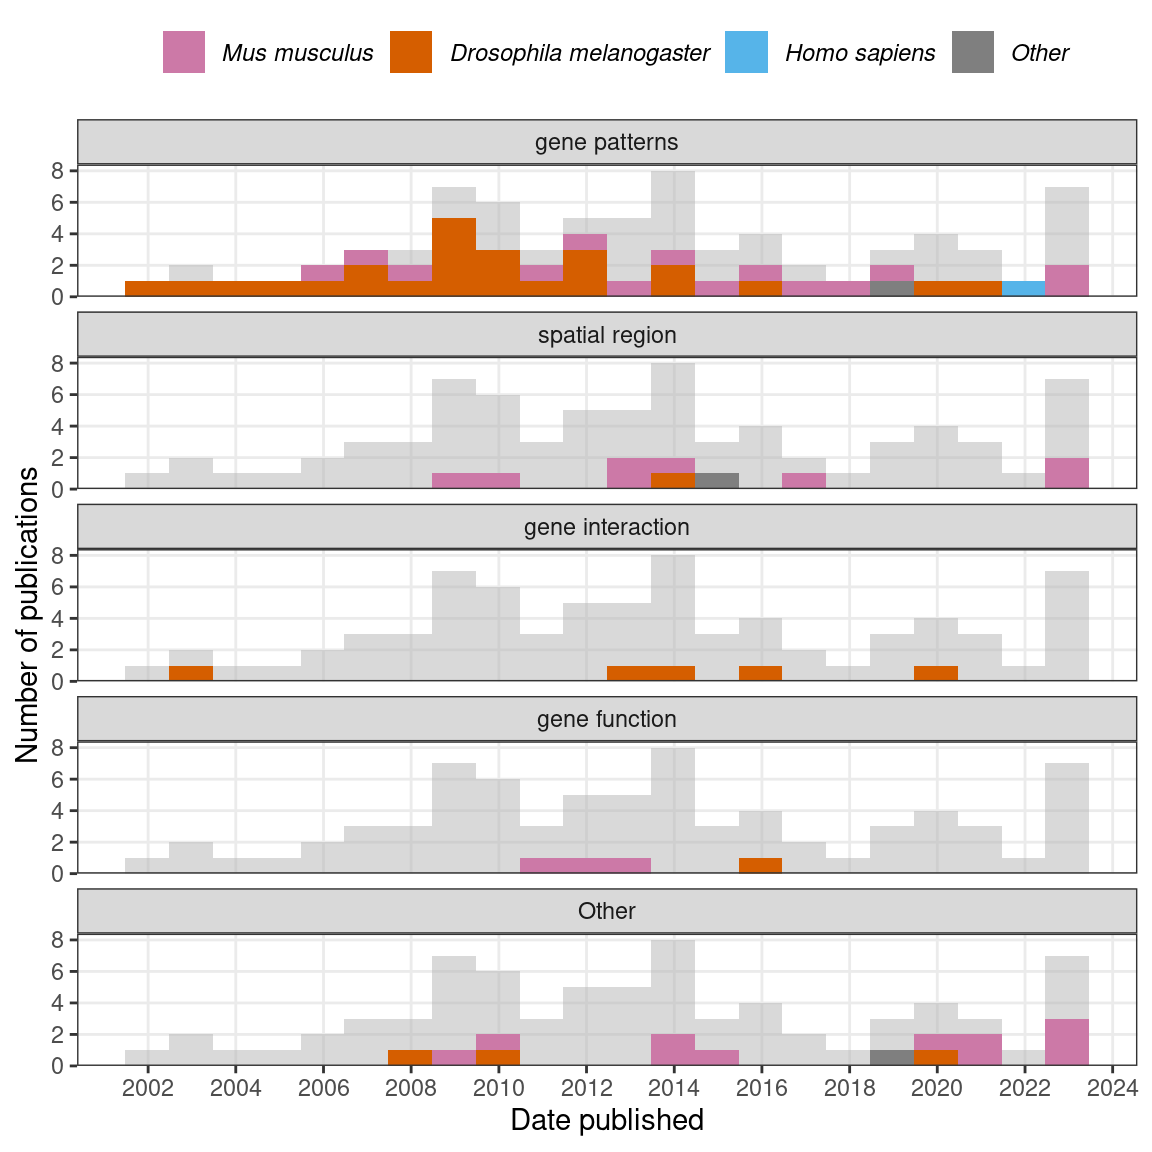 Mus musculus Drosophila melanogaster Homo sapiens Other
gene patterns
8
6
4
2
0
spatial region
8
6
4
2
0
gene interaction
8
6
4
2
0
gene function
8
6
4
2
0
Other
8
6
4
2
0
Number of publications
2002 2004 2006 2008 2010 2012 2014 2016 2018 2020 2022 2024
Date published